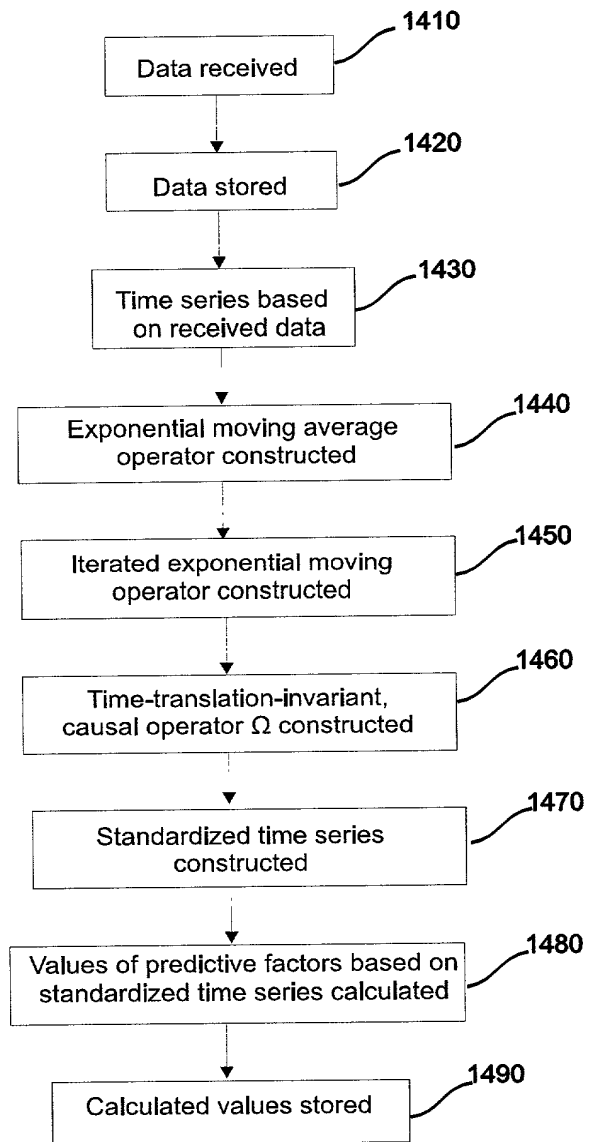 1410
Data received
1420
Data stored
1430
Time series based
on received data
1440
Exponential moving average
operator constructed
1450
Iterated exponential moving
operator constructed
1460
Time-translation-invariant,
causal operator Ω constructed
1470
Standardized time series
constructed
1480
Values of predictive factors based on
standardized time series calculated
1490
Calculated values stored